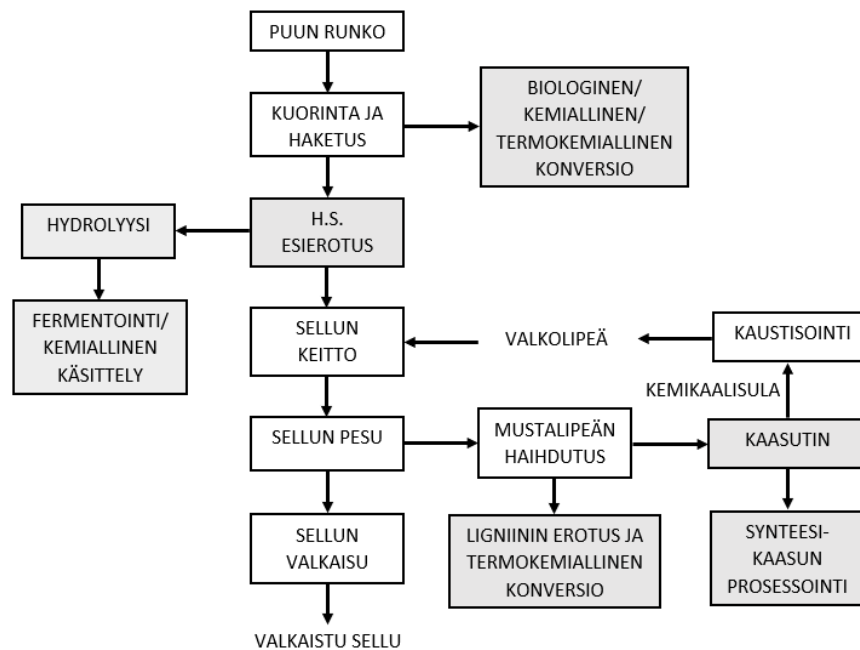 PUUN RUNKO
KUORINTA JA
HAKETUS
BIOLOGINEN/
KEMIALLINEN/
TERMOKEMIALLINEN
KONVERSIO
HYDROLYYSI
H.S.
ESIEROTUS
FERMENTOINTI/
KEMIALLINEN
KÄSITTELY
SELLUN
KEITTO
VALKOLIPEÄ
KAUSTISOINTI
KEMIKAALISULA
SELLUN PESU
MUSTALIPEÄN
HAIHDUTUS
KAASUTIN
SELLUN
VALKAISU
LIGNIININ EROTUS JA
TERMOKEMIALLINEN
KONVERSIO
SYNTEESI-
KAASUN
PROSESSOINTI
VALKAISTU SELLU